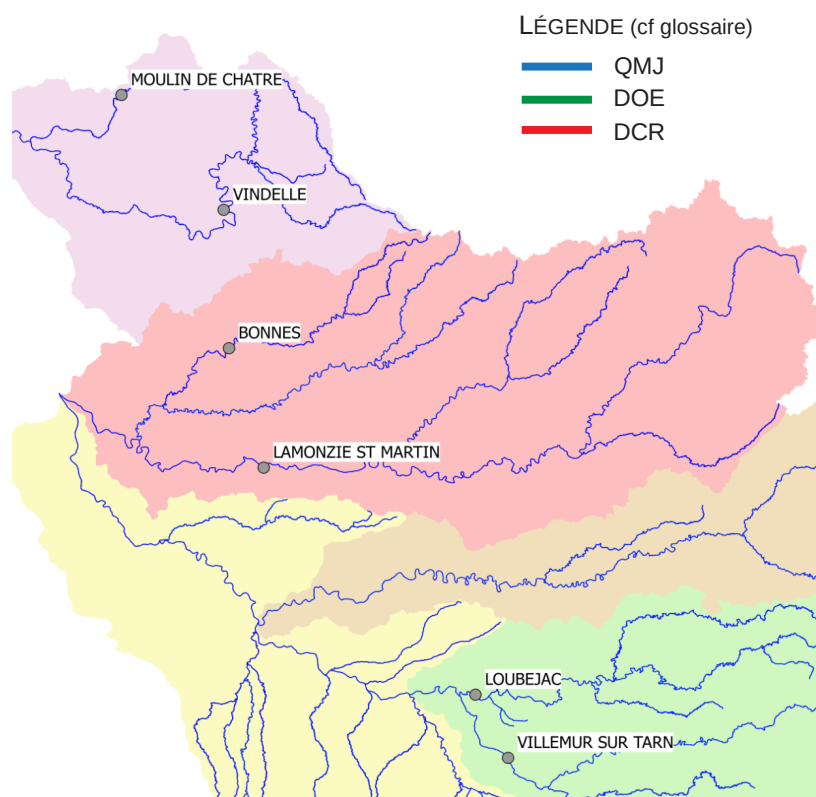 LÉGENDE (cf glossaire)
QMJ
DOE
DCR
MOULIN DE CHATRE
VINDELLE
BONNES
LAMONZIE ST MARTIN
LOUBEJAC
VILLEMUR SUR TARN